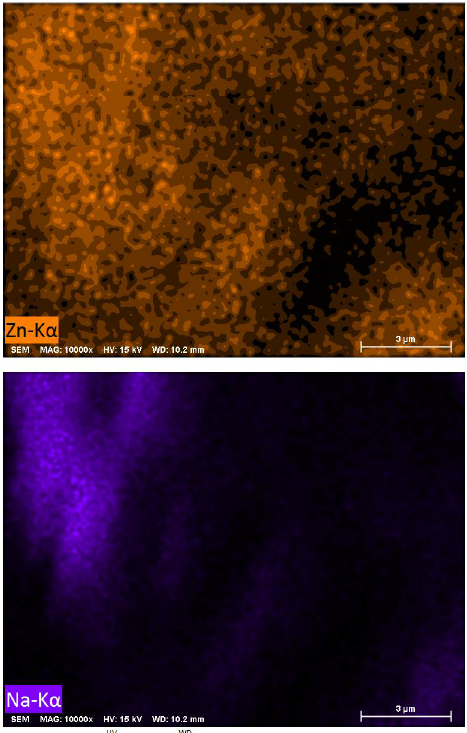 Zn-Kα
3 µm
SEM MAG: 10000x HV: 15 kV WD: 10.2 mm
Na-Kα
3 µm
SEM MAG: 10000x HV: 15 kV WD: 10.2 mm